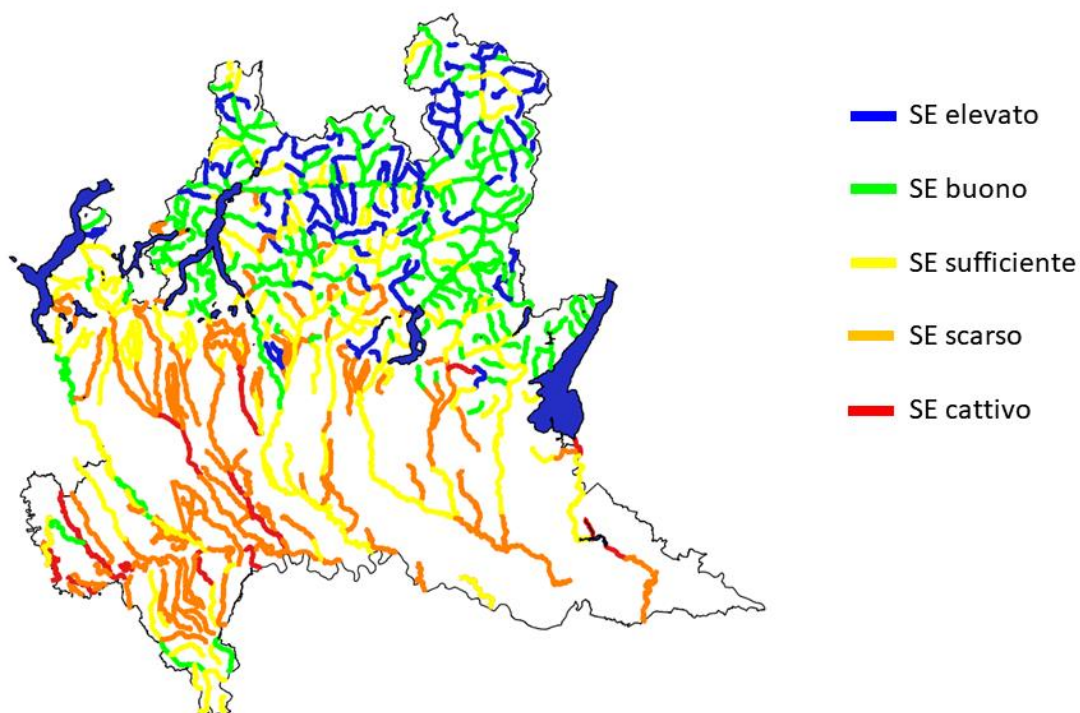 SE elevato
SE buono
SE sufficiente
SE scarso
SE cattivo